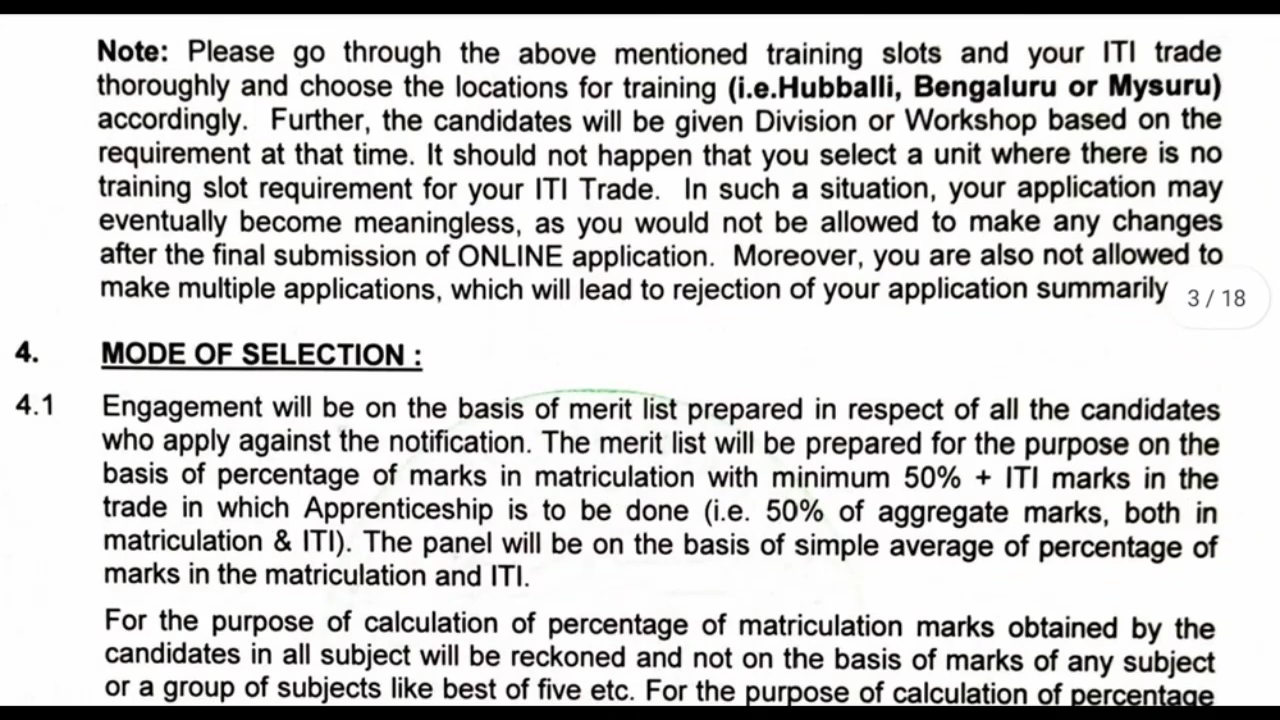 Note: Please go through the above mentioned training slots and your ITI trade
thoroughly and choose the locations for training (i.e.Hubballi, Bengaluru or Mysuru)
accordingly. Further, the candidates will be given Division or Workshop based on the
requirement at that time. It should not happen that you select a unit where there is no
training slot requirement for your ITI Trade. In such a situation, your application may
eventually become meaningless, as you would not be allowed to make any changes
after the final submission of ONLINE application. Moreover, you are also not allowed to
make multiple applications, which will lead to rejection of your application summarily
3 / 18
4. MODE OF SELECTION :
4.1 Engagement will be on the basis of merit list prepared in respect of all the candidates
who apply against the notification. The merit list will be prepared for the purpose on the
basis of percentage of marks in matriculation with minimum 50% + ITI marks in the
trade in which Apprenticeship is to be done (i.e. 50% of aggregate marks, both in
matriculation & ITI). The panel will be on the basis of simple average of percentage of
marks in the matriculation and ITI.
For the purpose of calculation of percentage of matriculation marks obtained by the
candidates in all subject will be reckoned and not on the basis of marks of any subject
or a group of subjects like best of five etc. For the purpose of calculation of percentage